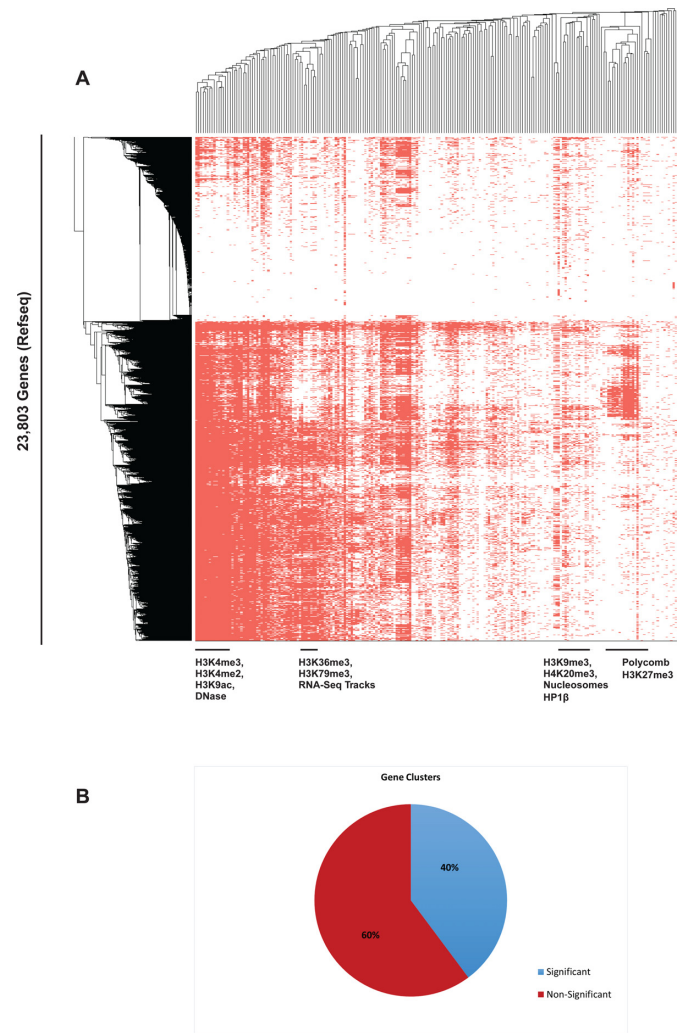 A
23,803 Genes (Refseq)
H3K4me3,
H3K4me2,
H3K9ac,
DNase
H3K36me3,
H3K79me3,
RNA-Seq Tracks
H3K9me3,
H4K20me3,
Nucleosomes
HP1β
Polycomb
H3K27me3
B
Gene Clusters
40%
60%
Significant
Non-Significant